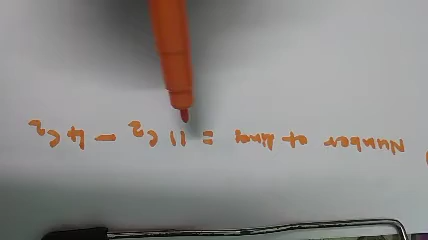 Number of lines = 11C₂ - 4C₂